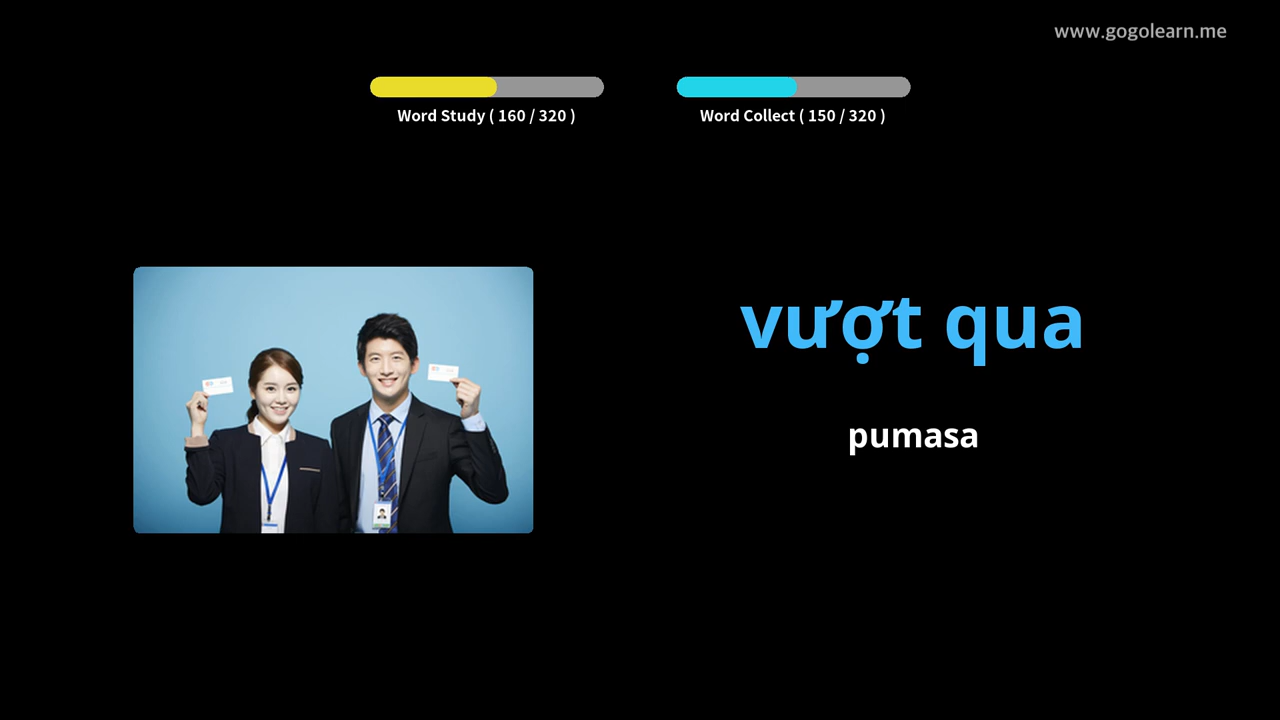 www.gogolearn.me
Word Study ( 160 / 320 )
Word Collect ( 150 / 320 )
vượt qua
pumasa